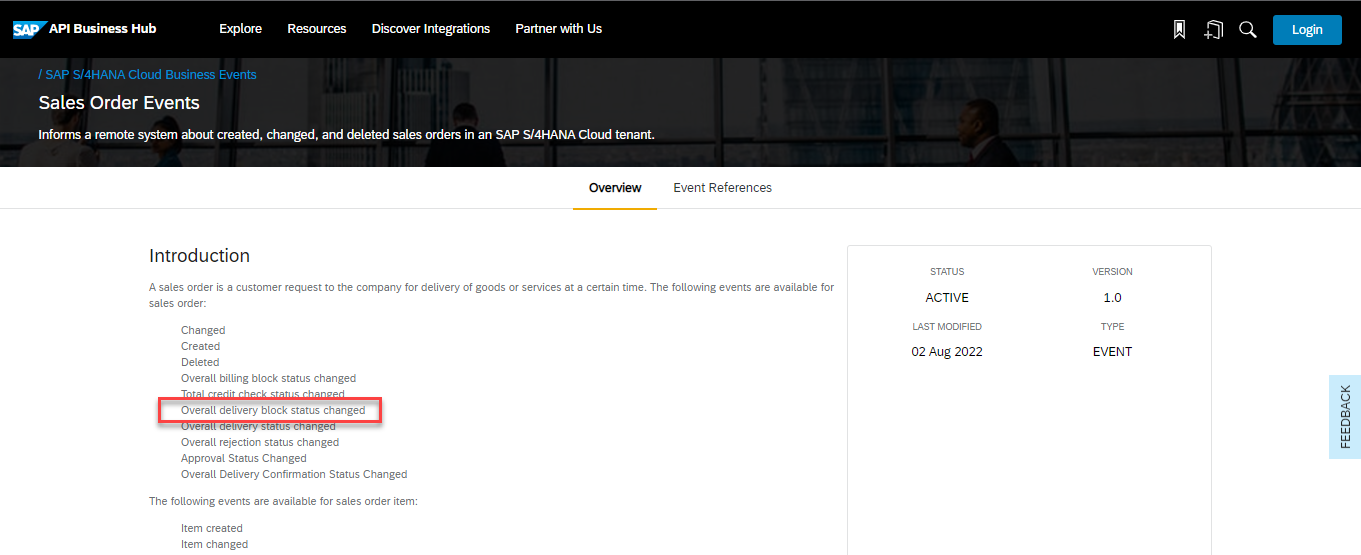 SAP API Business Hub Explore Resources Discover Integrations Partner with Us Login
/ SAP S/4HANA Cloud Business Events
Sales Order Events
Informs a remote system about created, changed, and deleted sales orders in an SAP S/4HANA Cloud tenant.
Overview Event References
Introduction
A sales order is a customer request to the company for delivery of goods or services at a certain time. The following events are available for
sales order:
Changed
Created
Deleted
Overall billing block status changed
Total credit check status changed
Overall delivery block status changed
Overall delivery status changed
Overall rejection status changed
Approval Status Changed
Overall Delivery Confirmation Status Changed
The following events are available for sales order item:
Item created
Item changed
STATUS VERSION
ACTIVE 1.0
LAST MODIFIED TYPE
02 Aug 2022 EVENT
FEEDBACK